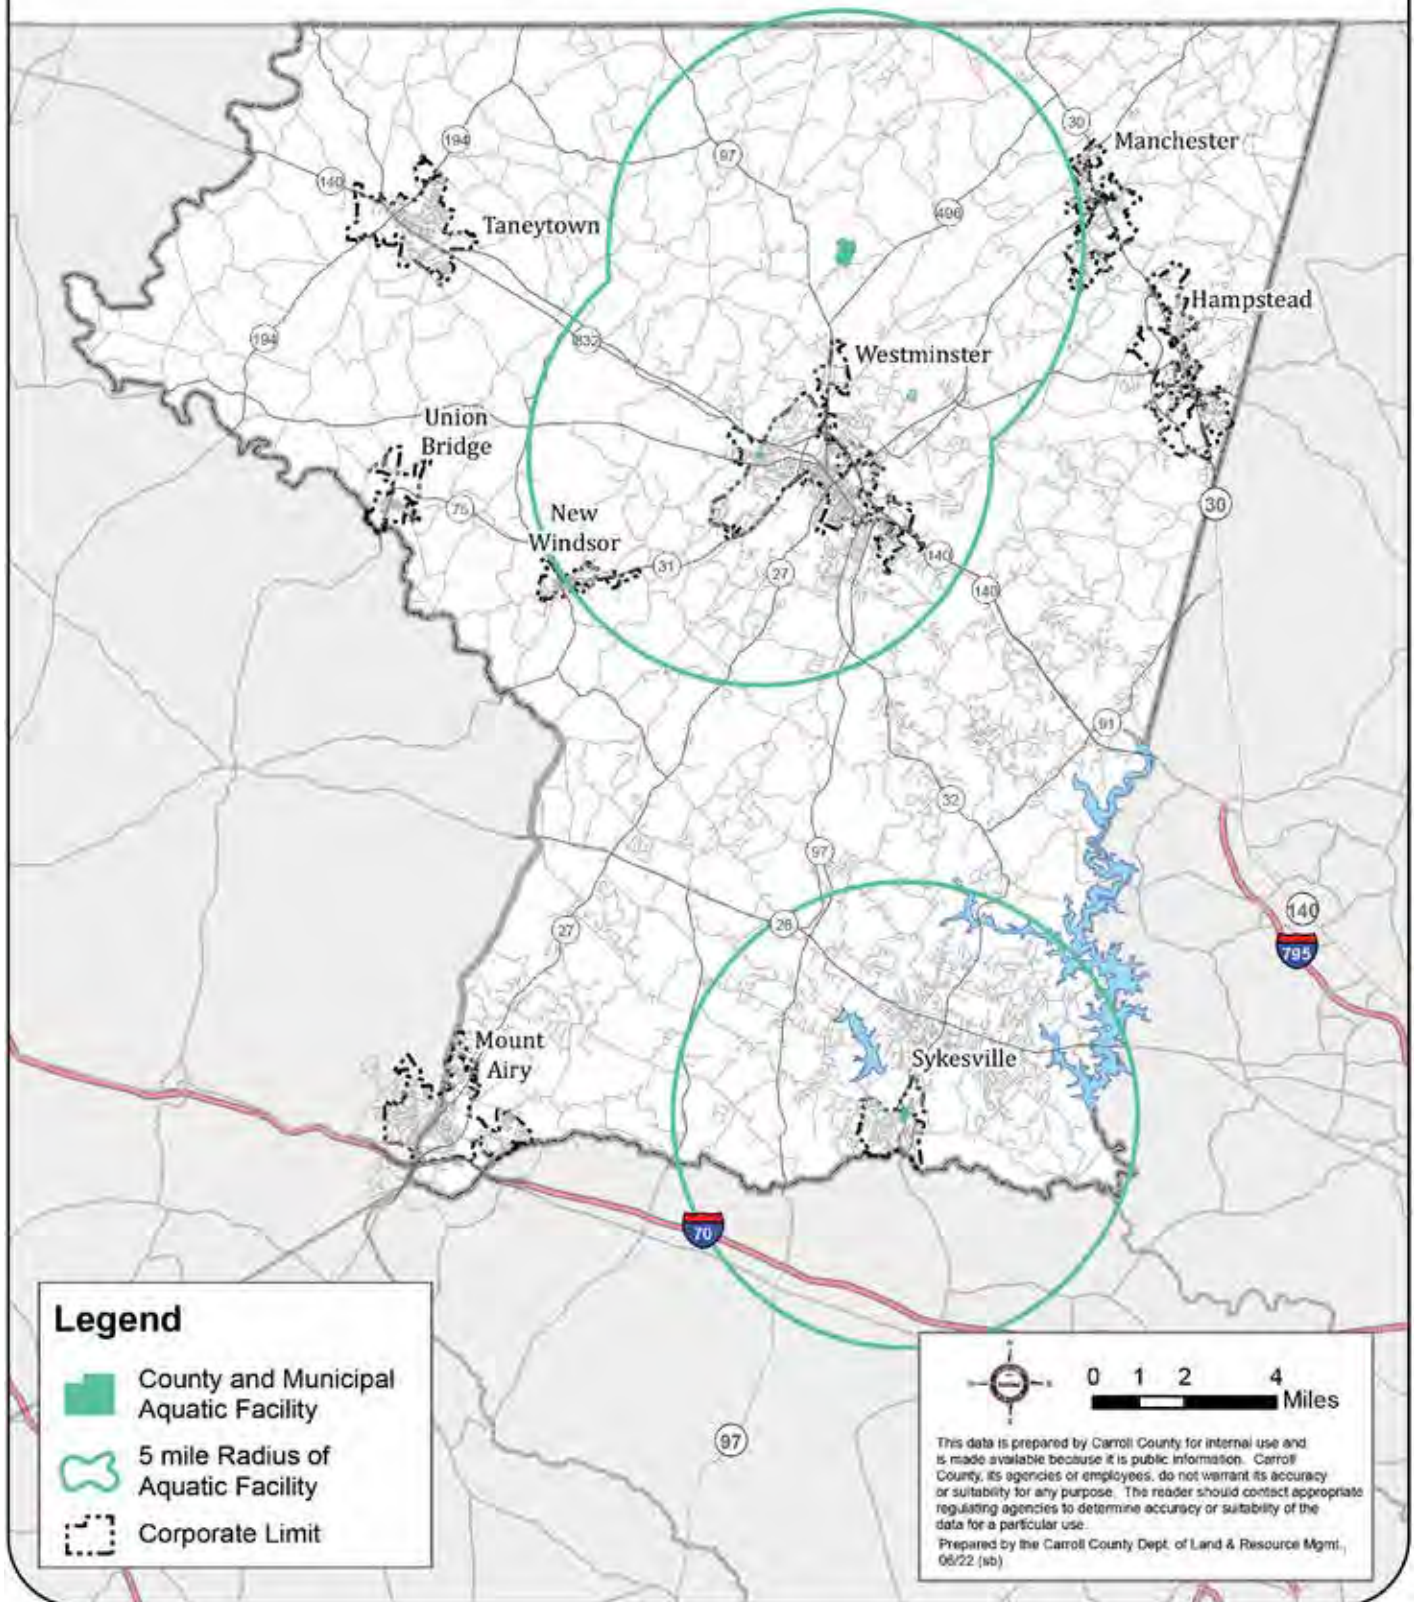 30
Manchester
194
97
140
496
Taneytown
Hampstead
194
832
Westminster
Union
Bridge
30
75
New
Windsor
31
27
140
140
91
32
97
26
27
140
795
Mount
Airy
Sykesville
70
97
Legend
County and Municipal
Aquatic Facility
5 mile Radius of
Aquatic Facility
Corporate Limit
0 1 2 4
Miles
This data is prepared by Carroll County for internal use and
is made available because it is public information. Carroll
County, its agencies or employees, do not warrant its accuracy
or suitability for any purpose. The reader should contact appropriate
regulating agencies to determine accuracy or suitability of the
data for a particular use.
Prepared by the Carroll County Dept. of Land & Resource Mgmt.,
06/22 (sb)